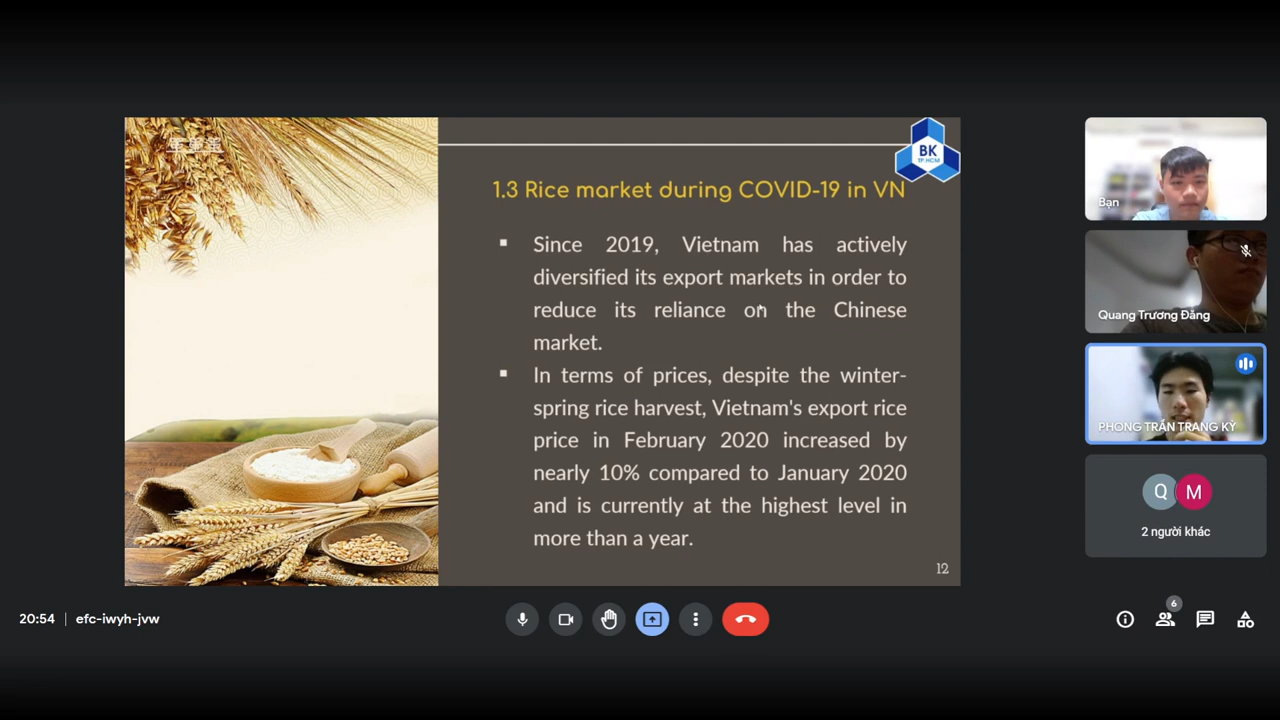 BK
TP.HCM
1.3 Rice market during COVID-19 in VN
▪ Since 2019, Vietnam has actively
diversified its export markets in order to
reduce its reliance on the Chinese
market.
▪ In terms of prices, despite the winter-
spring rice harvest, Vietnam's export rice
price in February 2020 increased by
nearly 10% compared to January 2020
and is currently at the highest level in
more than a year.
12
Bạn
Quang Trương Đăng
PHONG TRẦN TRANG KỲ
Q M
2 người khác
20:54 | efc-iwyh-jvw
6